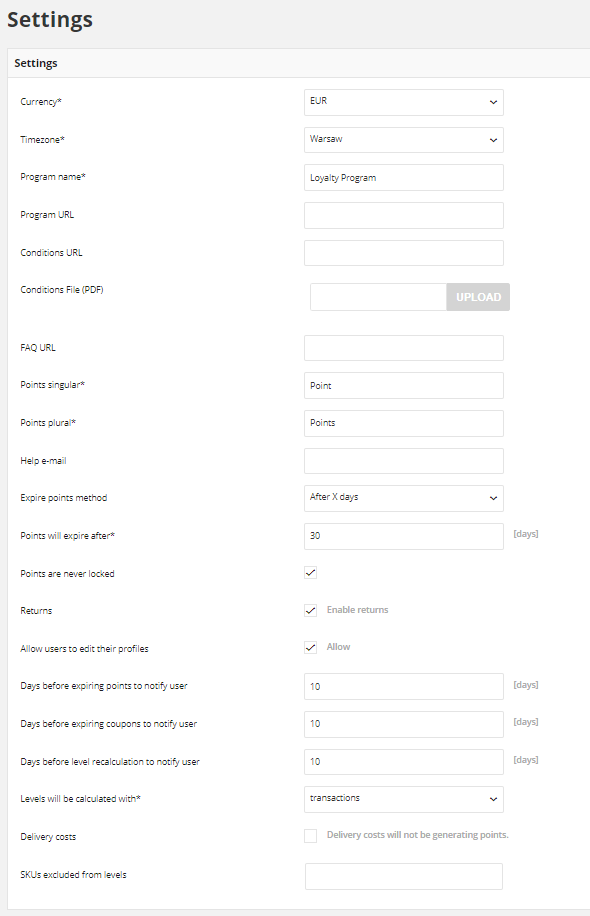 Settings
Settings
Currency* EUR
Timezone* Warsaw
Program name* Loyalty Program
Program URL
Conditions URL
Conditions File (PDF) UPLOAD
FAQ URL
Points singular* Point
Points plural* Points
Help e-mail
Expire points method After X days
Points will expire after* 30 [days]
Points are never locked
Returns Enable returns
Allow users to edit their profiles Allow
Days before expiring points to notify user 10 [days]
Days before expiring coupons to notify user 10 [days]
Days before level recalculation to notify user 10 [days]
Levels will be calculated with* transactions
Delivery costs Delivery costs will not be generating points.
SKUs excluded from levels